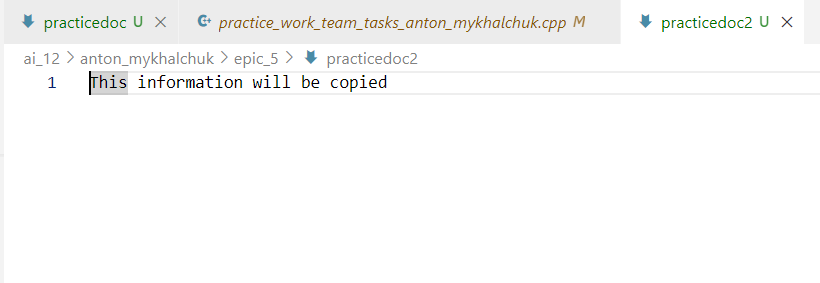 practicedoc U
practice_work_team_tasks_anton_mykhalchuk.cpp M
practicedoc2 U
ai_12 > anton_mykhalchuk > epic_5 > practicedoc2
1 This information will be copied